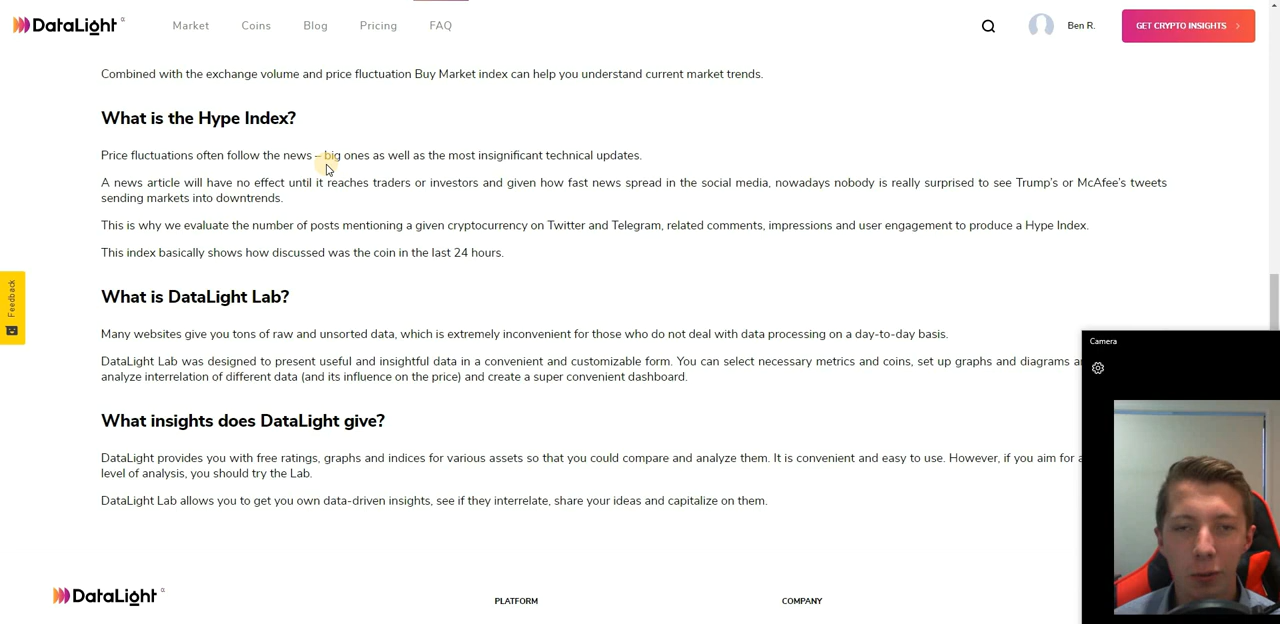 DataLight α
Market Coins Blog Pricing FAQ Ben R. GET CRYPTO INSIGHTS >
Combined with the exchange volume and price fluctuation Buy Market index can help you understand current market trends.
What is the Hype Index?
Price fluctuations often follow the news – big ones as well as the most insignificant technical updates.
A news article will have no effect until it reaches traders or investors and given how fast news spread in the social media, nowadays nobody is really surprised to see Trump's or McAfee's tweets
sending markets into downtrends.
This is why we evaluate the number of posts mentioning a given cryptocurrency on Twitter and Telegram, related comments, impressions and user engagement to produce a Hype Index.
This index basically shows how discussed was the coin in the last 24 hours.
Feedback
What is DataLight Lab?
Many websites give you tons of raw and unsorted data, which is extremely inconvenient for those who do not deal with data processing on a day-to-day basis.
Camera
DataLight Lab was designed to present useful and insightful data in a convenient and customizable form. You can select necessary metrics and coins, set up graphs and diagrams
analyze interrelation of different data (and its influence on the price) and create a super convenient dashboard.
What insights does DataLight give?
DataLight provides you with free ratings, graphs and indices for various assets so that you could compare and analyze them. It is convenient and easy to use. However, if you aim for a
level of analysis, you should try the Lab.
DataLight Lab allows you to get you own data-driven insights, see if they interrelate, share your ideas and capitalize on them.
DataLight α
PLATFORM COMPANY